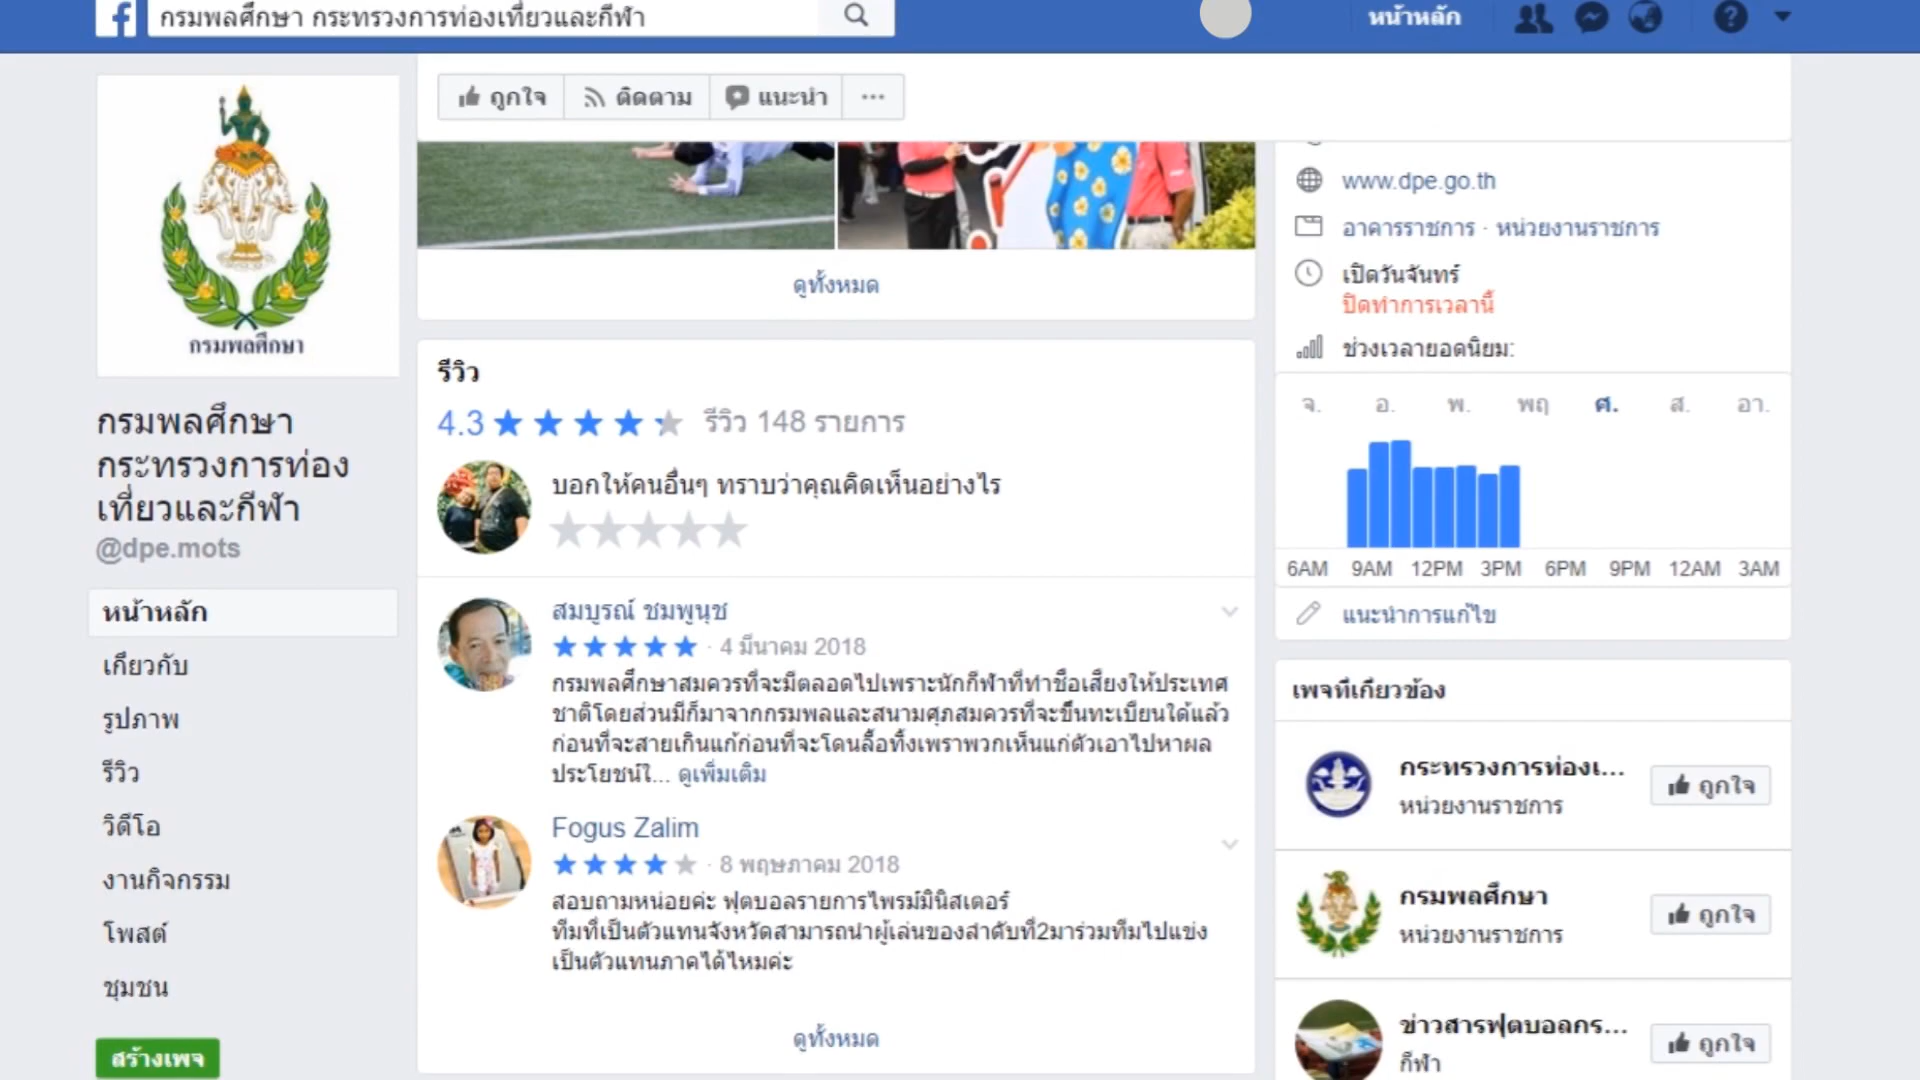 กรมพลศึกษา กระทรวงการท่องเที่ยวและกีฬา
หน้าหลัก
ถูกใจ
ติดตาม
แนะนำ
กรมพลศึกษา
กรมพลศึกษา
กระทรวงการท่อง
เที่ยวและกีฬา
@dpe.mots
หน้าหลัก
เกี่ยวกับ
รูปภาพ
รีวิว
วิดีโอ
งานกิจกรรม
โพสต์
ชุมชน
สร้างเพจ
ดูทั้งหมด
รีวิว
4.3 รีวิว 148 รายการ
บอกให้คนอื่นๆ ทราบว่าคุณคิดเห็นอย่างไร
สมบูรณ์ ชมพูนุช
· 4 มีนาคม 2018
กรมพลศึกษาสมควรที่จะมีตลอดไปเพราะนักกีฬาที่ทำชื่อเสียงให้ประเทศ
ชาติโดยส่วนมีก็มาจากกรมพลและสนามศุภสมควรที่จะขึ้นทะเบียนใด้แล้ว
ก่อนที่จะสายเกินแก้ก่อนที่จะโดนลื้อทิ้งเพราพวกเห็นแก่ตัวเอาไปหาผล
ประโยชน์ใ... ดูเพิ่มเติม
Fogus Zalim
· 8 พฤษภาคม 2018
สอบถามหน่อยค่ะ ฟุตบอลรายการไพรม์มินิสเตอร์
ทีมที่เป็นตัวแทนจังหวัดสามารถนำผู้เล่นของลำดับที่2มาร่วมทีมไปแข่ง
เป็นตัวแทนภาคได้ไหมค่ะ
ดูทั้งหมด
www.dpe.go.th
อาคารราชการ · หน่วยงานราชการ
เปิดวันจันทร์
ปิดทำการเวลานี้
ช่วงเวลายอดนิยม:
จ. อ. พ. พฤ ศ. ส. อา.
6AM 9AM 12PM 3PM 6PM 9PM 12AM 3AM
แนะนำการแก้ไข
เพจที่เกี่ยวข้อง
กระทรวงการท่องเ...
หน่วยงานราชการ
ถูกใจ
กรมพลศึกษา
หน่วยงานราชการ
ถูกใจ
ข่าวสารฟุตบอลกร...
กีฬา
ถูกใจ